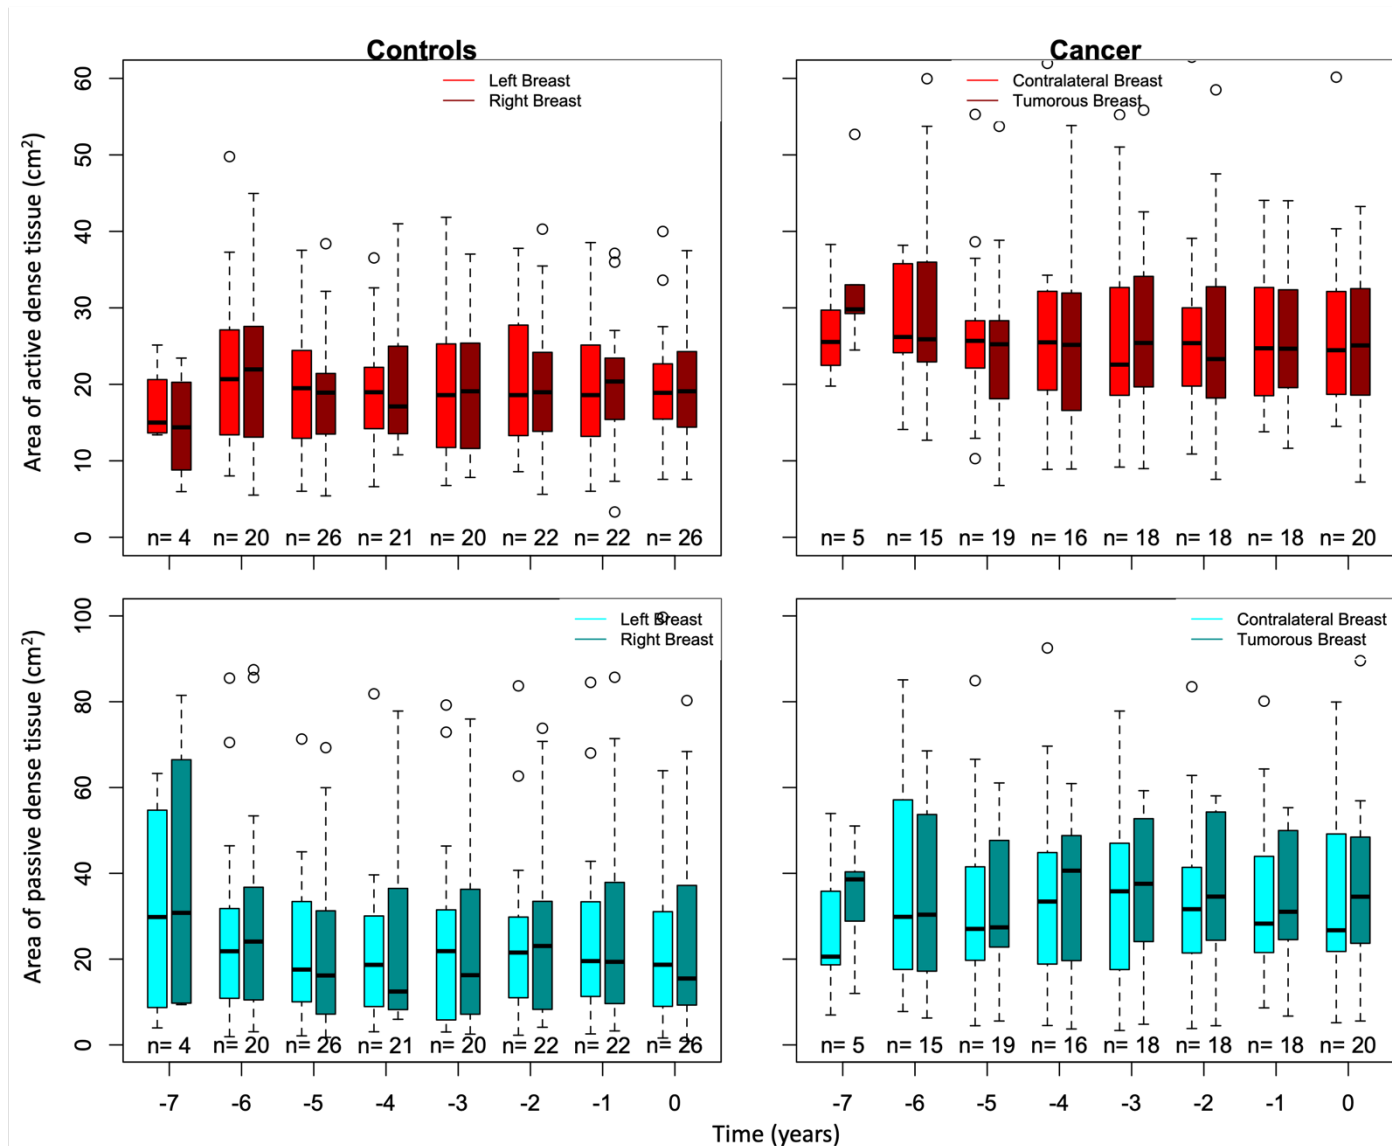 Controls
Cancer
Left Breast
Right Breast
Contralateral Breast
Tumorous Breast
Area of active dense tissue (cm²)
60
50
40
30
20
10
0
n= 4 n= 20 n= 26 n= 21 n= 20 n= 22 n= 22 n= 26
n= 5 n= 15 n= 19 n= 16 n= 18 n= 18 n= 18 n= 20
Left Breast
Right Breast
Contralateral Breast
Tumorous Breast
Area of passive dense tissue (cm²)
100
80
60
40
20
0
n= 4 n= 20 n= 26 n= 21 n= 20 n= 22 n= 22 n= 26
n= 5 n= 15 n= 19 n= 16 n= 18 n= 18 n= 18 n= 20
-7 -6 -5 -4 -3 -2 -1 0
-7 -6 -5 -4 -3 -2 -1 0
Time (years)